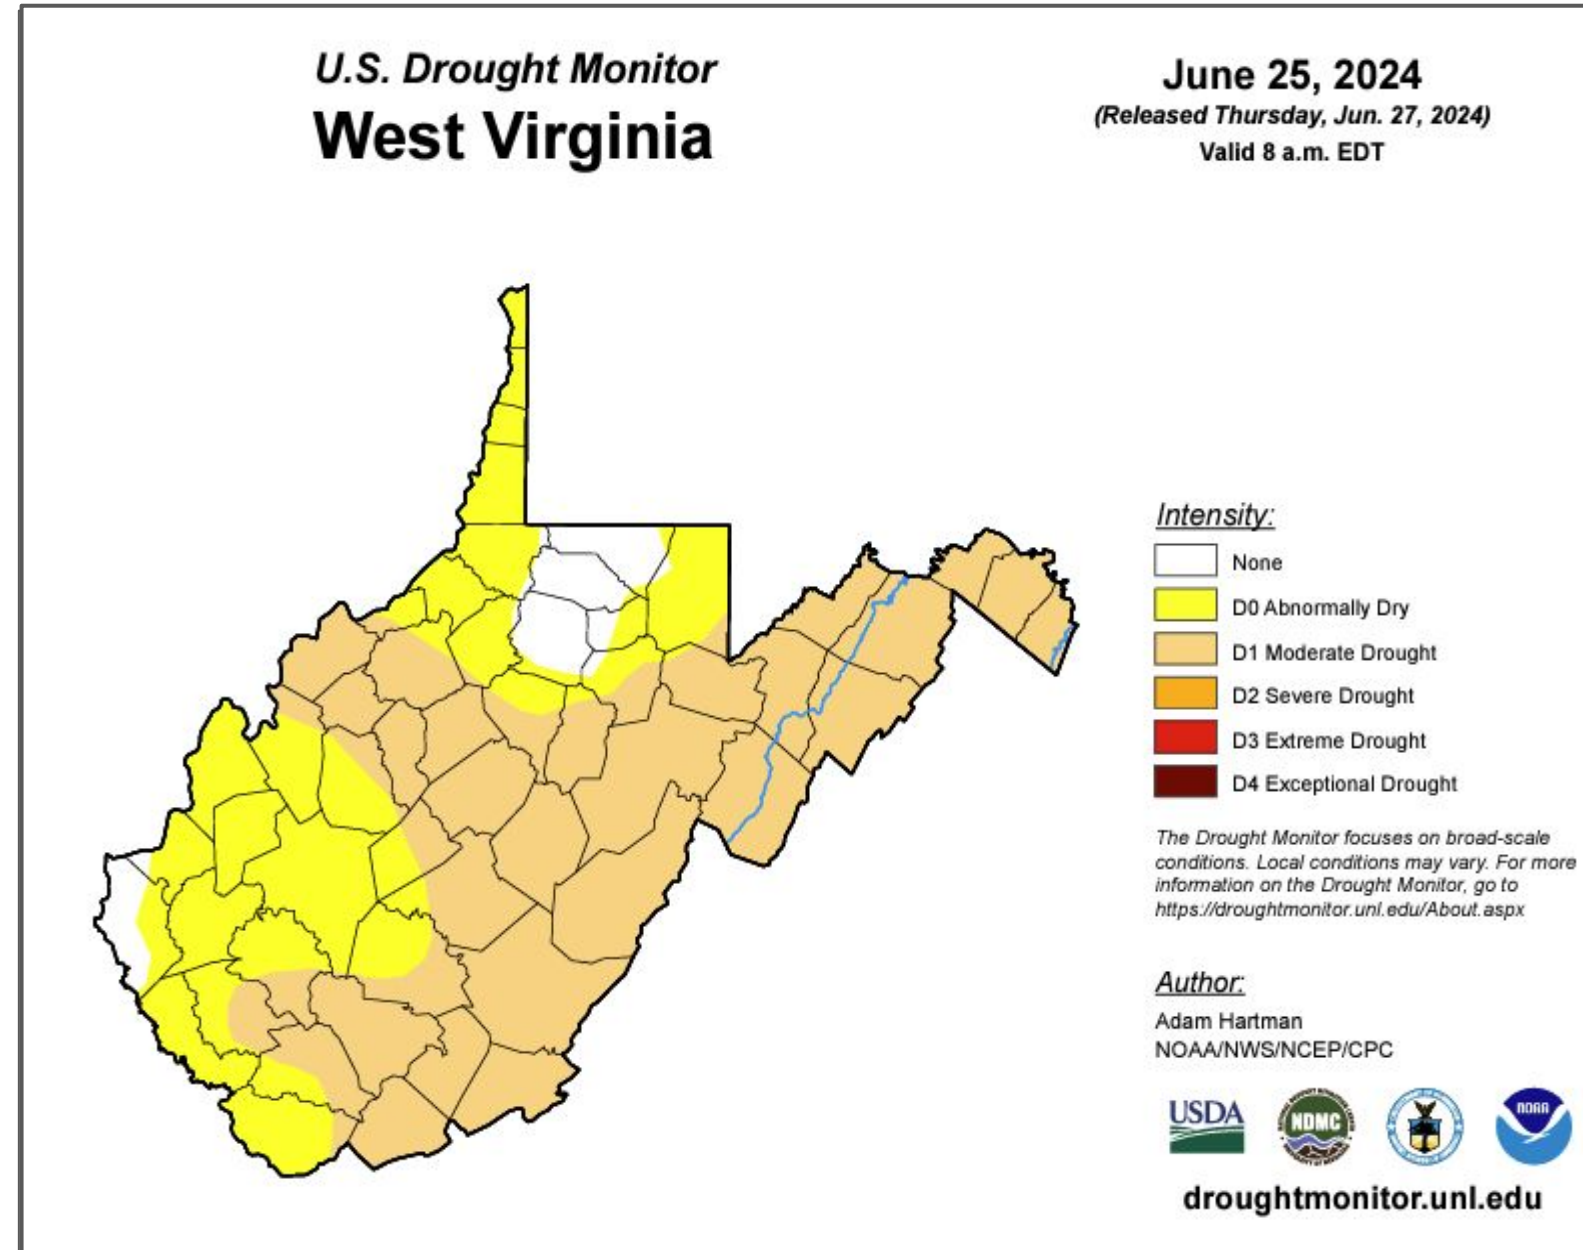 U.S. Drought Monitor
West Virginia
June 25, 2024
(Released Thursday, Jun. 27, 2024)
Valid 8 a.m. EDT
Intensity:
None
D0 Abnormally Dry
D1 Moderate Drought
D2 Severe Drought
D3 Extreme Drought
D4 Exceptional Drought
The Drought Monitor focuses on broad-scale
conditions. Local conditions may vary. For more
information on the Drought Monitor, go to
https://droughtmonitor.unl.edu/About.aspx
Author:
Adam Hartman
NOAA/NWS/NCEP/CPC
USDA
NDMC
NOAA
droughtmonitor.unl.edu